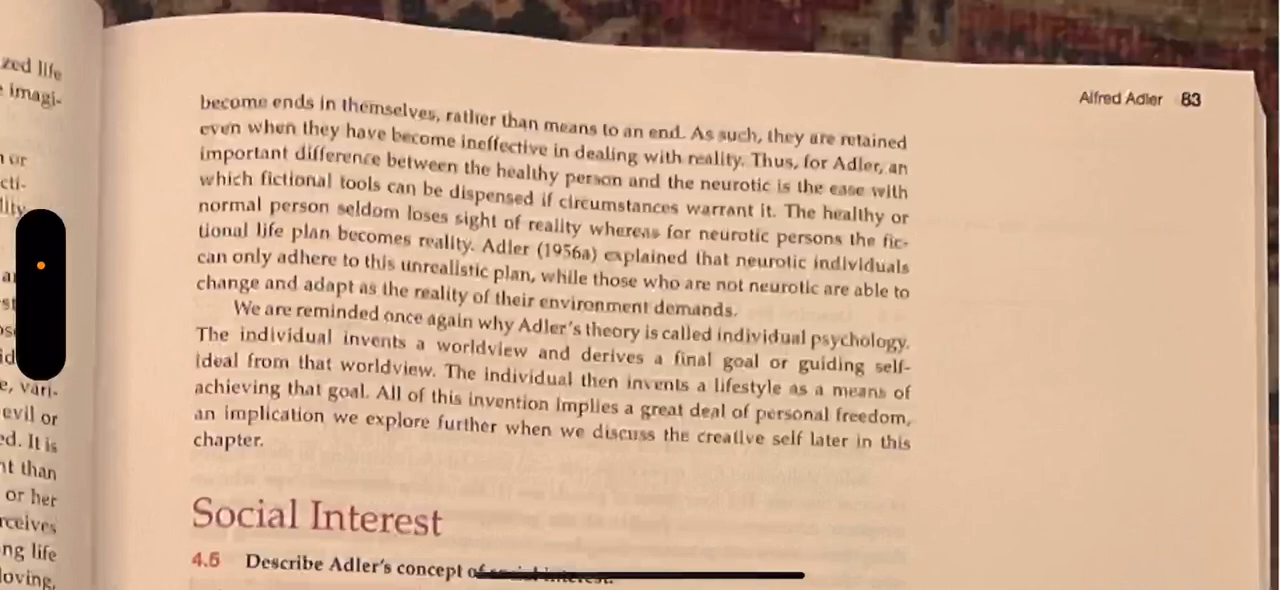 zed life
imagi-
or
cti-
lity
e, vari-
evil or
ed. It is
nt than
or her
rceives
ng life
loving,
Alfred Adler 83
become ends in themselves, rather than means to an end. As such, they are retained
even when they have become ineffective in dealing with reality. Thus, for Adler, an
important difference between the healthy person and the neurotic is the ease with
which fictional tools can be dispensed if circumstances warrant it. The healthy or
normal person seldom loses sight of reality whereas for neurotic persons the fic-
tional life plan becomes reality. Adler (1956a) explained that neurotic individuals
can only adhere to this unrealistic plan, while those who are not neurotic are able to
change and adapt as the reality of their environment demands.
We are reminded once again why Adler's theory is called individual psychology.
The individual invents a worldview and derives a final goal or guiding self-
ideal from that worldview. The individual then invents a lifestyle as a means of
achieving that goal. All of this invention implies a great deal of personal freedom,
an implication we explore further when we discuss the creative self later in this
chapter.
Social Interest
4.5 Describe Adler's concept of social interest.